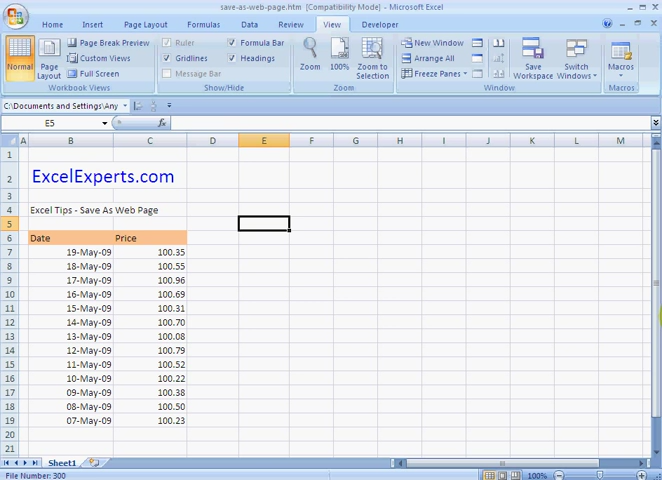 save-as-web-page.htm [Compatibility Mode] - Microsoft Excel
Home Insert Page Layout Formulas Data Review View Developer
Normal Page Layout Page Break Preview Custom Views Full Screen
Workbook Views
Ruler Formula Bar
Gridlines Headings
Message Bar
Show/Hide
Zoom 100% Zoom to Selection
Zoom
New Window
Arrange All
Freeze Panes
Save Workspace Switch Windows
Window
Macros
Macros
C:\Documents and Settings\Any
E5 fx
A B C D E F G H I J K L M
1
2 ExcelExperts.com
3
4 Excel Tips - Save As Web Page
5
6 Date Price
7 19-May-09 100.35
8 18-May-09 100.55
9 17-May-09 100.96
10 16-May-09 100.69
11 15-May-09 100.31
12 14-May-09 100.70
13 13-May-09 100.08
14 12-May-09 100.79
15 11-May-09 100.52
16 10-May-09 100.22
17 09-May-09 100.38
18 08-May-09 100.50
19 07-May-09 100.23
20
21
Sheet1
File Number: 300 100%